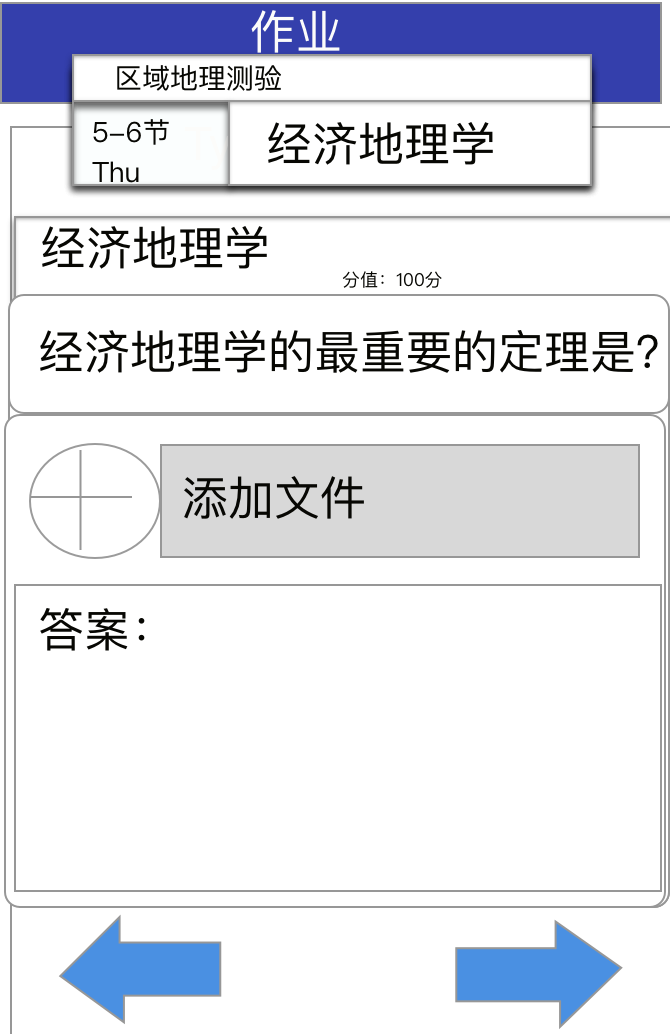 作业
区域地理测验
5-6节
Thu
经济地理学
经济地理学
分值：100分
经济地理学的最重要的定理是?
添加文件
答案：